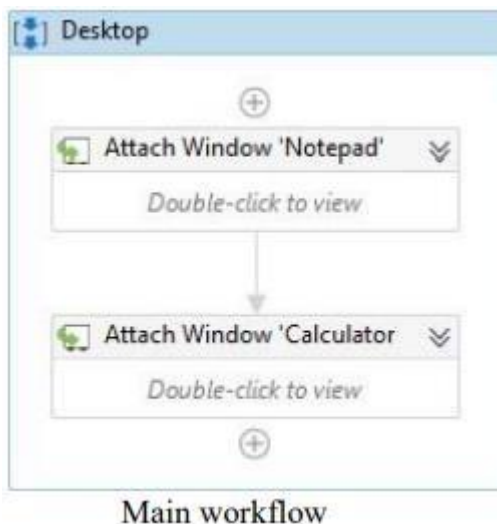 Desktop
Attach Window 'Notepad'
Double-click to view
Attach Window 'Calculator
Double-click to view
Main workflow